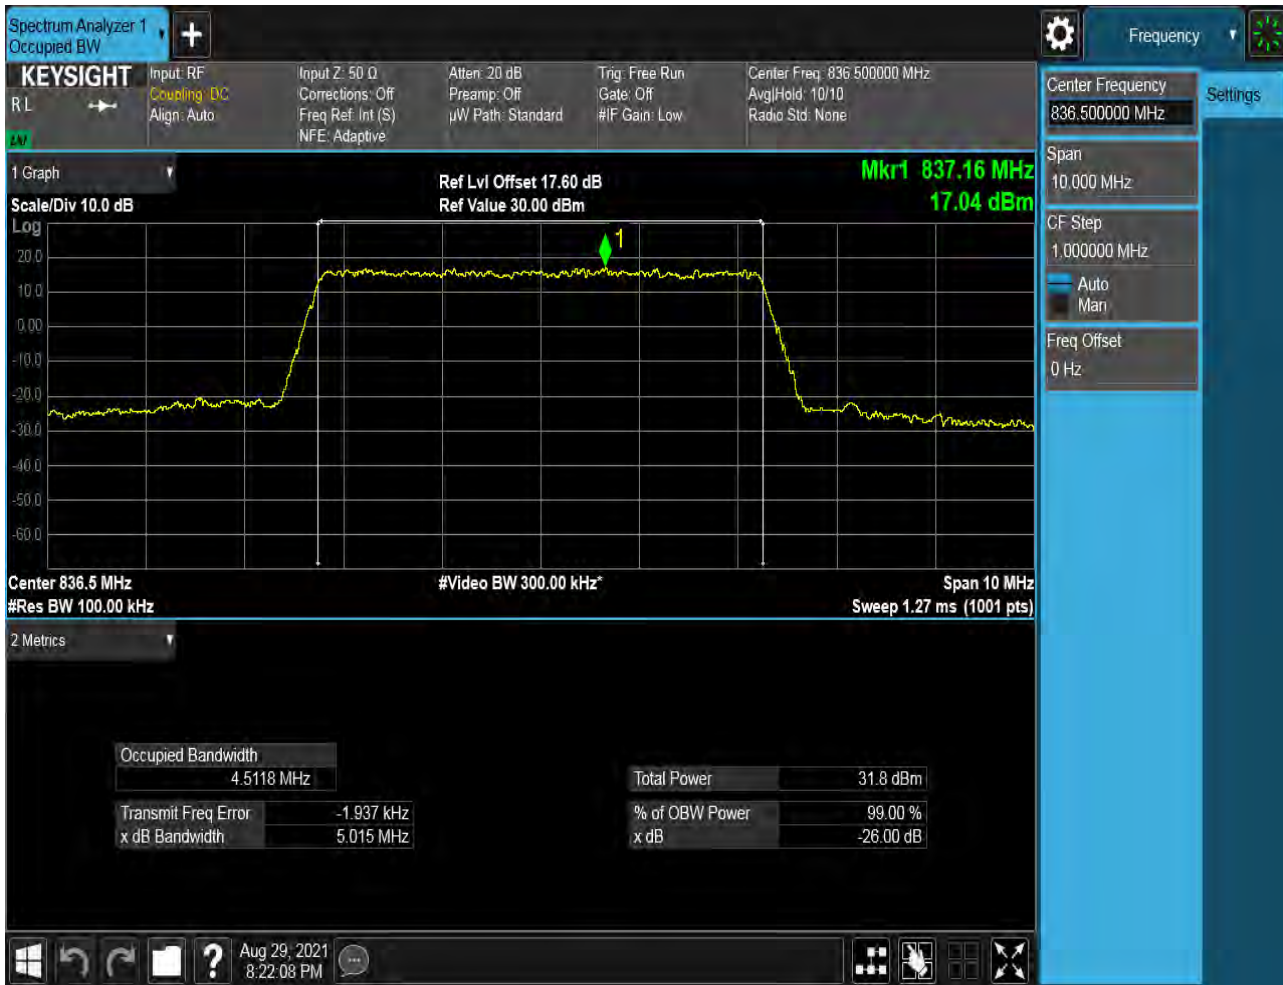 Spectrum Analyzer 1
Occupied BW
Frequency
KEYSIGHT
R L
Input: RF
Coupling: DC
Align: Auto
Input Z: 50 Ω
Corrections: Off
Freq Ref: Int (S)
NFE: Adaptive
Atten: 20 dB
Preamp: Off
µW Path: Standard
Trig: Free Run
Gate: Off
#IF Gain: Low
Center Freq: 836.500000 MHz
Avg|Hold: 10/10
Radio Std: None
Center Frequency
836.500000 MHz
Settings
Span
10.000 MHz
CF Step
1.000000 MHz
Auto
Man
Freq Offset
0 Hz
1 Graph
Scale/Div 10.0 dB
Ref Lvl Offset 17.60 dB
Ref Value 30.00 dBm
Mkr1 837.16 MHz
17.04 dBm
Log
1
20.0
10.0
0.00
-10.0
-20.0
-30.0
-40.0
-50.0
-60.0
Center 836.5 MHz
#Video BW 300.00 kHz*
Span 10 MHz
#Res BW 100.00 kHz
Sweep 1.27 ms (1001 pts)
2 Metrics
Occupied Bandwidth
4.5118 MHz
Total Power 31.8 dBm
Transmit Freq Error -1.937 kHz
% of OBW Power 99.00 %
x dB Bandwidth 5.015 MHz
x dB -26.00 dB
?
Aug 29, 2021
8:22:08 PM